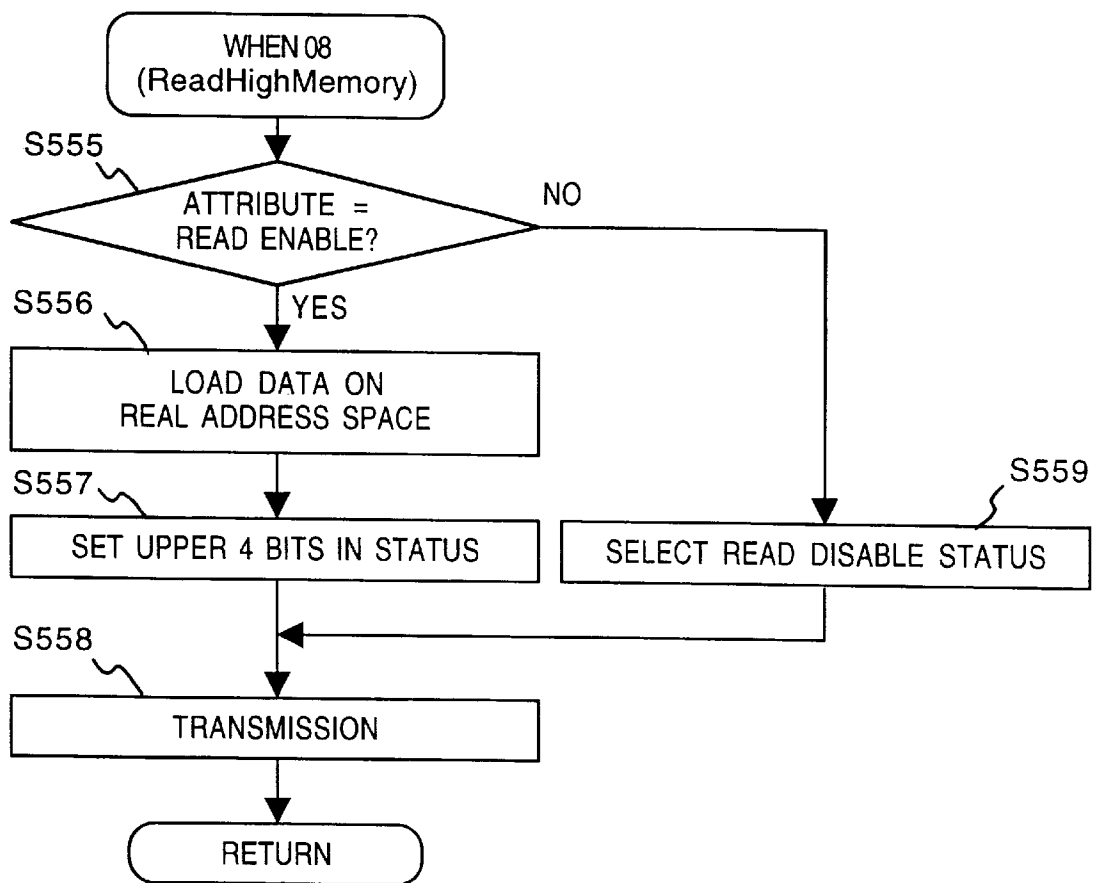 WHEN 08
(ReadHighMemory)
S555
ATTRIBUTE =
READ ENABLE?
NO
YES
S556
LOAD DATA ON
REAL ADDRESS SPACE
S557
SET UPPER 4 BITS IN STATUS
S559
SELECT READ DISABLE STATUS
S558
TRANSMISSION
RETURN